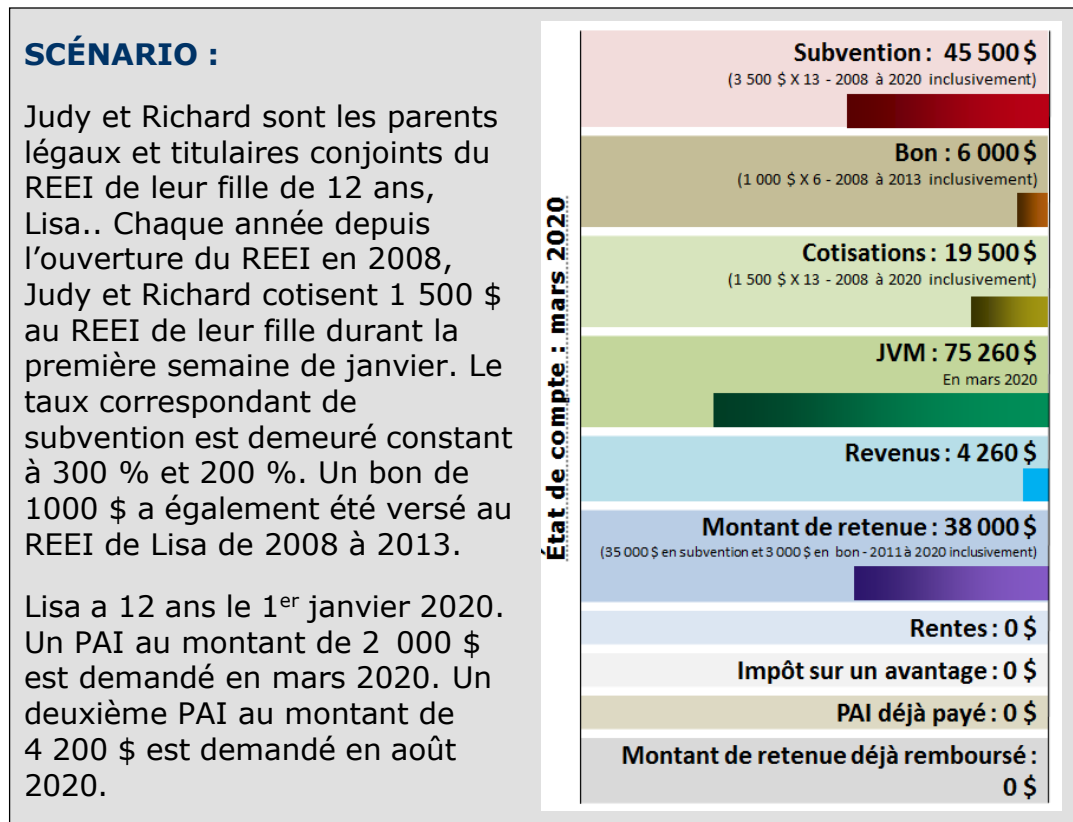 SCÉNARIO :
Judy et Richard sont les parents
légaux et titulaires conjoints du
REEI de leur fille de 12 ans,
Lisa.. Chaque année depuis
l’ouverture du REEI en 2008,
Judy et Richard cotisent 1 500 $
au REEI de leur fille durant la
première semaine de janvier. Le
taux correspondant de
subvention est demeuré constant
à 300 % et 200 %. Un bon de
1000 $ a également été versé au
REEI de Lisa de 2008 à 2013.
Lisa a 12 ans le 1er janvier 2020.
Un PAI au montant de 2 000 $
est demandé en mars 2020. Un
deuxième PAI au montant de
4 200 $ est demandé en août
2020.
État de compte : mars 2020
Subvention : 45 500 $
(3 500 $ X 13 - 2008 à 2020 inclusivement)
Bon : 6 000 $
(1 000 $ X 6 - 2008 à 2013 inclusivement)
Cotisations : 19 500 $
(1 500 $ X 13 - 2008 à 2020 inclusivement)
JVM : 75 260 $
En mars 2020
Revenus : 4 260 $
Montant de retenue : 38 000 $
(35 000 $ en subvention et 3 000 $ en bon - 2011 à 2020 inclusivement)
Rentes : 0 $
Impôt sur un avantage : 0 $
PAI déjà payé : 0 $
Montant de retenue déjà remboursé :
0 $